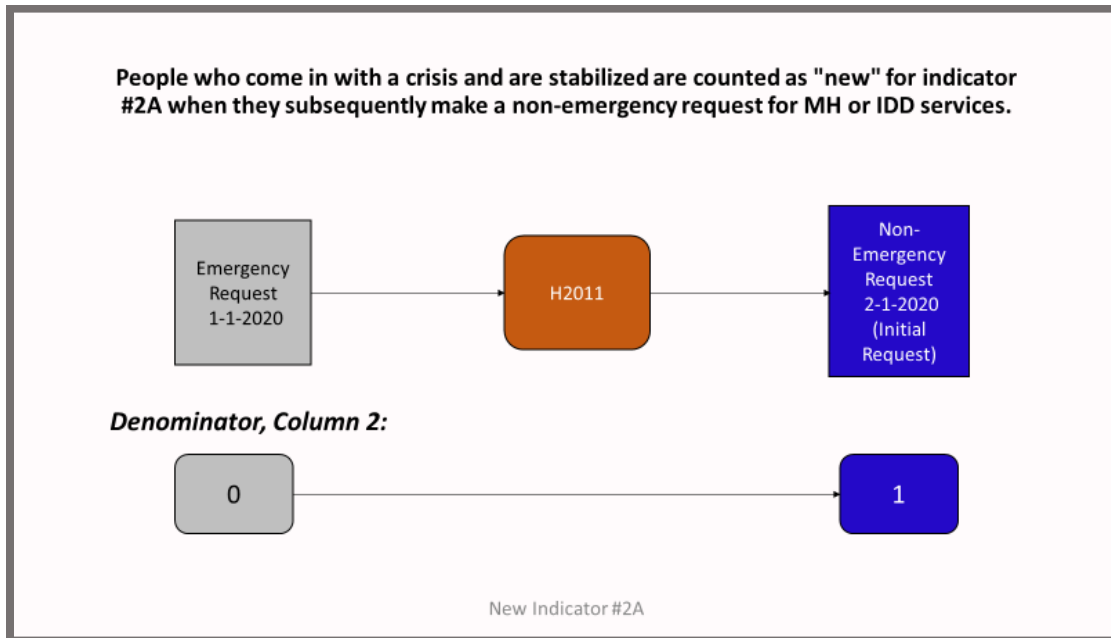 People who come in with a crisis and are stabilized are counted as "new" for indicator
#2A when they subsequently make a non-emergency request for MH or IDD services.
Emergency
Request
1-1-2020
H2011
Non-
Emergency
Request
2-1-2020
(Initial
Request)
Denominator, Column 2:
0
1
New Indicator #2A